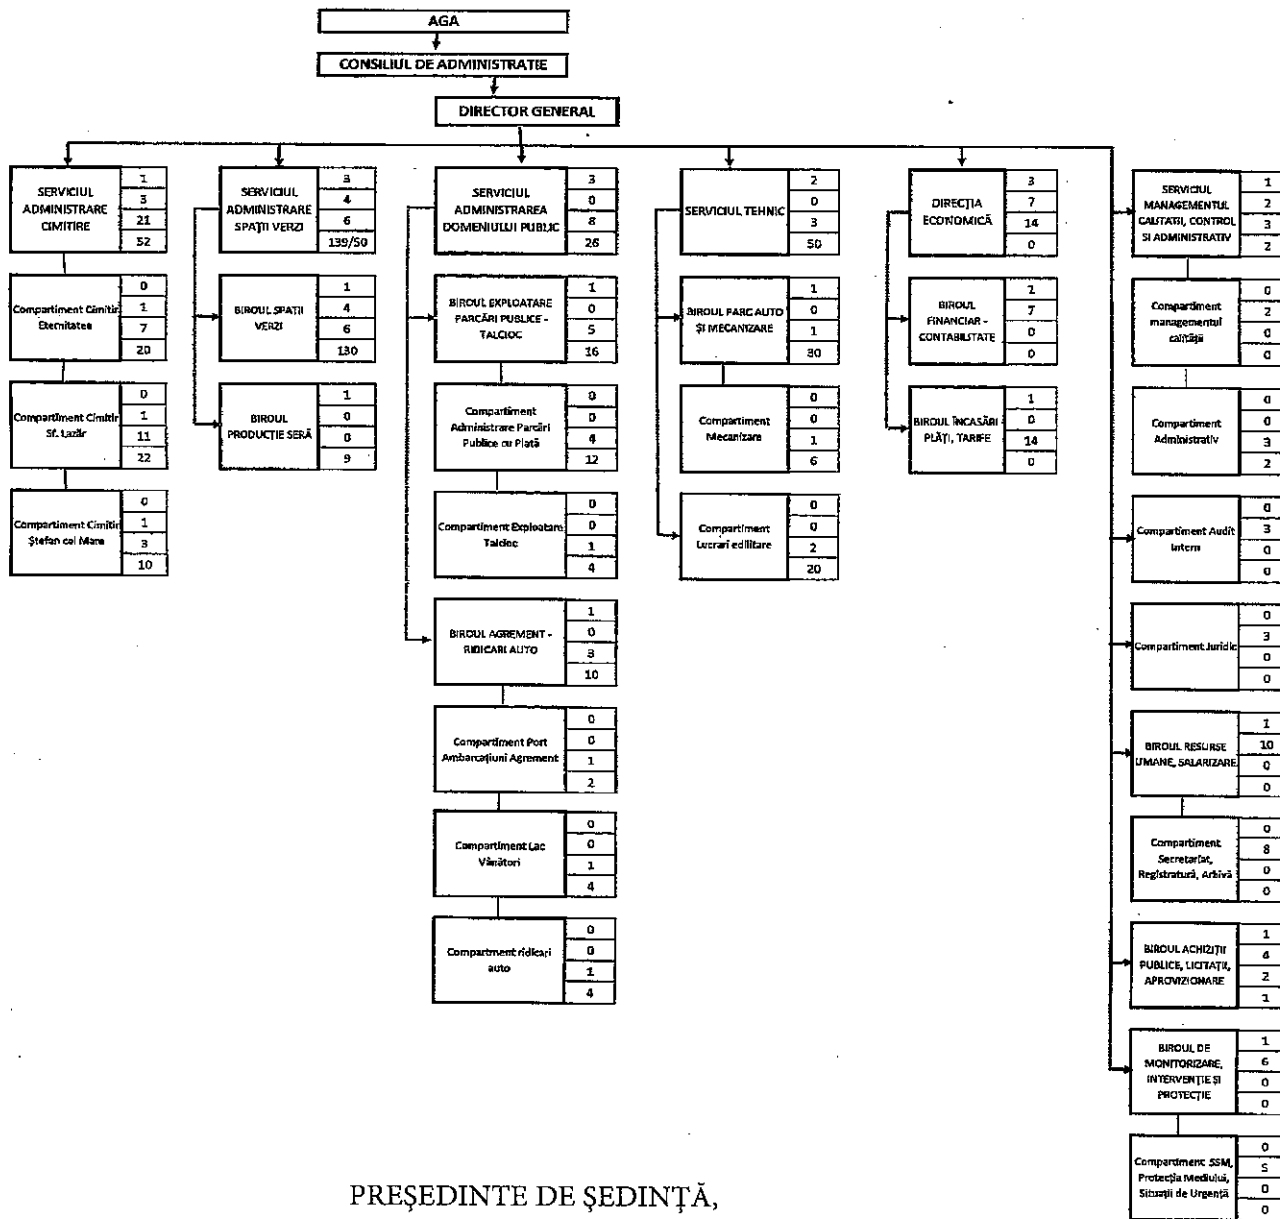 AGA
CONSILIUL DE ADMINISTRATIE
DIRECTOR GENERAL
SERVICIUL
ADMINISTRARE
CIMITIRE
1
3
21
52
Compartiment Cimitir
Eternitatea
0
1
7
20
Compartiment Cimitir
Sf. Lazăr
0
1
11
22
Compartiment Cimitir
Ștefan cel Mare
0
1
3
10
SERVICIUL
ADMINISTRARE
SPAȚII VERZI
3
4
6
139/50
BIROUL SPAȚII
VERZI
1
4
6
130
BIROUL
PRODUCȚIE SERĂ
1
0
0
9
SERVICIUL
ADMINISTRAREA
DOMENIULUI PUBLIC
3
0
8
26
BIROUL EXPLOATARE
PARCĂRI PUBLICE -
TALCIOC
1
0
5
16
Compartiment
Administrare Parcări
Publice cu Plată
0
0
4
12
Compartiment Exploatare
Talcioc
0
0
1
4
BIROUL AGREMENT -
RIDICARI AUTO
1
0
3
10
Compartiment Port
Ambarcațiuni Agrement
0
0
1
2
Compartiment Lac
Vânători
0
0
1
4
Compartment ridicari
auto
0
0
1
4
SERVICIUL TEHNIC
2
0
3
50
BIROUL PARC AUTO
ȘI MECANIZARE
1
0
1
30
Compartiment
Mecanizare
0
0
1
6
Compartiment
Lucrari edilitare
0
0
2
20
DIRECȚIA
ECONOMICĂ
3
7
14
0
BIROUL
FINANCIAR -
CONTABILITATE
1
7
0
0
BIROUL ÎNCASĂRI
PLĂȚI, TARIFE
1
0
14
0
SERVICIUL
MANAGEMENTUL
CALITATII, CONTROL
SI ADMINISTRATIV
1
2
3
2
Compartiment
managementul
calității
0
2
0
0
Compartiment
Administrativ
0
0
3
2
Compartiment Audit
Intern
0
3
0
0
Compartiment Juridic
0
3
0
0
BIROUL RESURSE
UMANE, SALARIZARE
1
10
0
0
Compartiment
Secretariat,
Registratură, Arhivă
0
8
0
0
BIROUL ACHIZIȚII
PUBLICE, LICITAȚII,
APROVIZIONARE
1
4
2
1
BIROUL DE
MONITORIZARE,
INTERVENȚIE ȘI
PROTECȚIE
1
6
0
0
Compartiment SSM,
Protecția Mediului,
Situații de Urgență
0
5
0
0
PREŞEDINTE DE ŞEDINŢĂ,